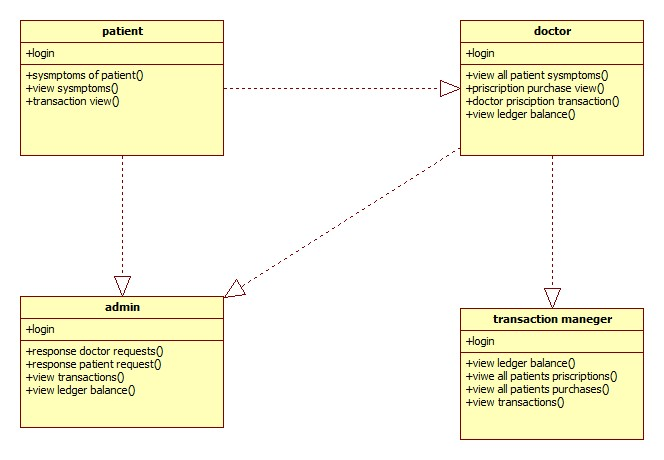 patient
+login
+sysmptoms of patient()
+view sysmptoms()
+transaction view()
doctor
+login
+view all patient sysmptoms()
+priscription purchase view()
+doctor prisciption transaction()
+view ledger balance()
admin
+login
+response doctor requests()
+response patient request()
+view transactions()
+view ledger balance()
transaction maneger
+login
+view ledger balance()
+viwe all patients priscriptions()
+view all patients purchases()
+view transactions()